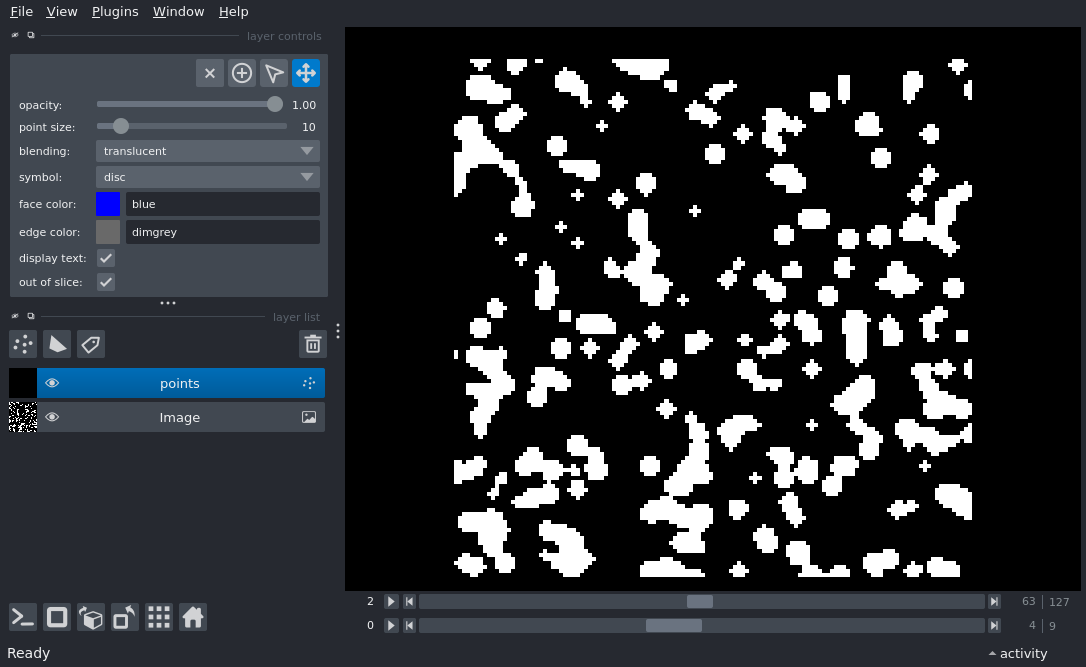 File View Plugins Window Help
layer controls
opacity: 1.00
point size: 10
blending: translucent
symbol: disc
face color: blue
edge color: dimgrey
display text:
out of slice:
layer list
points
Image
2 63 | 127
0 4 | 9
Ready activity